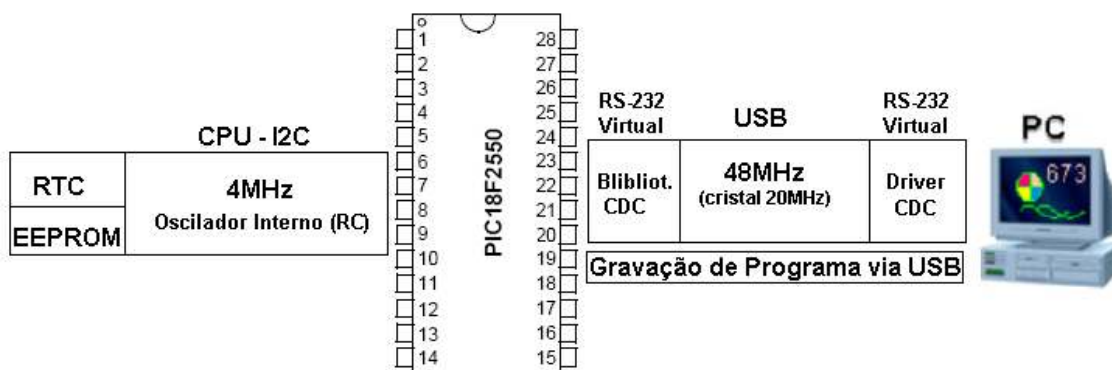 CPU - I2C
RTC
EEPROM
4MHz
Oscilador Interno (RC)
1
2
3
4
5
6
7
8
9
10
11
12
13
14
PIC18F2550
28
27
26
25
24
23
22
21
20
19
18
17
16
15
RS-232
Virtual
USB
RS-232
Virtual
Blibliot.
CDC
48MHz
(cristal 20MHz)
Driver
CDC
Gravação de Programa via USB
PC
673